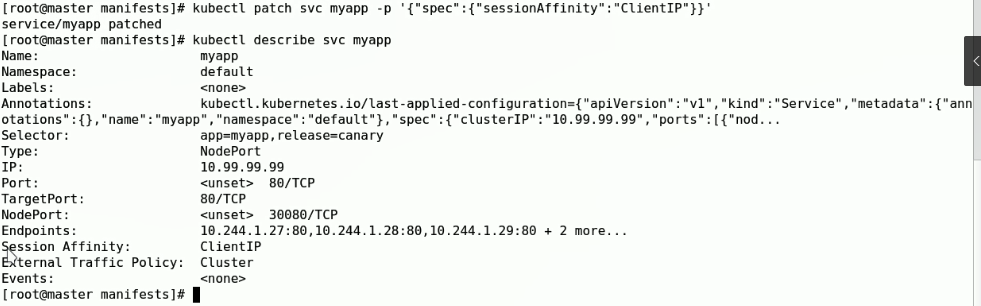 [root@master manifests]# kubectl patch svc myapp -p '{"spec":{"sessionAffinity":"ClientIP"}}'
service/myapp patched
[root@master manifests]# kubectl describe svc myapp
Name:                     myapp
Namespace:                default
Labels:                   <none>
Annotations:              kubectl.kubernetes.io/last-applied-configuration={"apiVersion":"v1","kind":"Service","metadata":{"ann
otations":{},"name":"myapp","namespace":"default"},"spec":{"clusterIP":"10.99.99.99","ports":[{"nod...
Selector:                 app=myapp,release=canary
Type:                     NodePort
IP:                       10.99.99.99
Port:                     <unset>  80/TCP
TargetPort:               80/TCP
NodePort:                 <unset>  30080/TCP
Endpoints:                10.244.1.27:80,10.244.1.28:80,10.244.1.29:80 + 2 more...
Session Affinity:         ClientIP
External Traffic Policy:  Cluster
Events:                   <none>
[root@master manifests]#